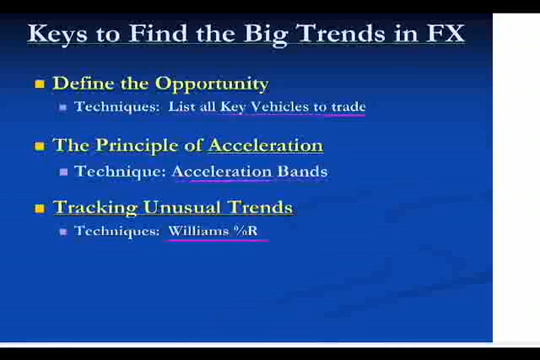 Keys to Find the Big Trends in FX
Define the Opportunity
Techniques: List all Key Vehicles to trade
The Principle of Acceleration
Technique: Acceleration Bands
Tracking Unusual Trends
Techniques: Williams %R